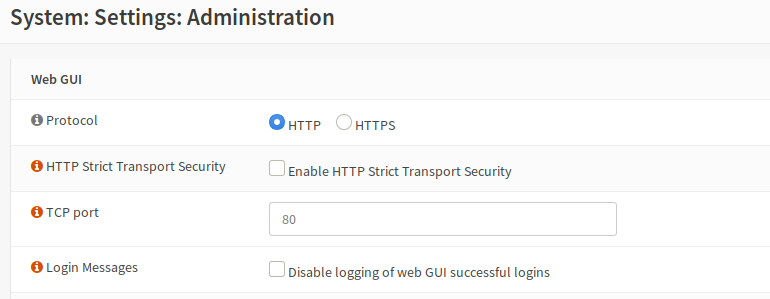 System: Settings: Administration
Web GUI
Protocol HTTP HTTPS
HTTP Strict Transport Security Enable HTTP Strict Transport Security
TCP port 80
Login Messages Disable logging of web GUI successful logins